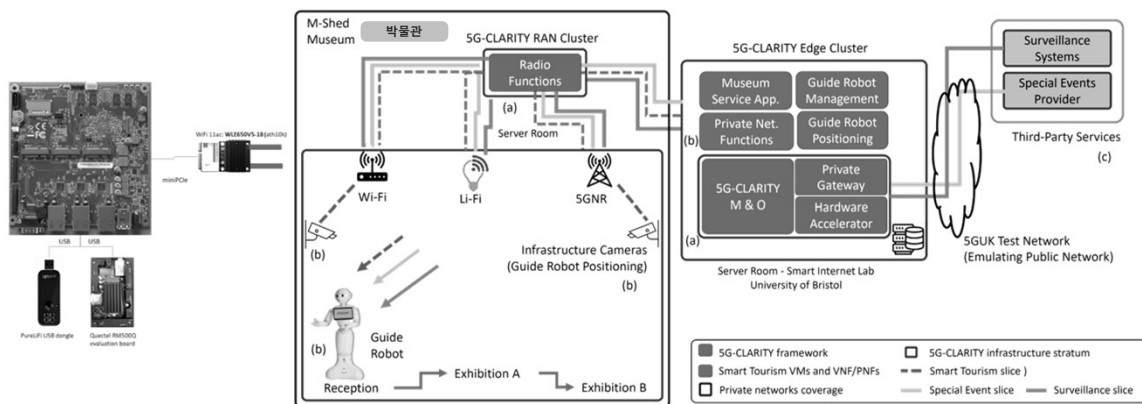 WiFi 11ac: WLE650V5-18 (ath10k)
miniPCIe
USB
USB
PureLiFi USB dongle
Quectel RM500Q
evaluation board
M-Shed
Museum
박물관
5G-CLARITY RAN Cluster
Radio
Functions
(a)
Server Room
Wi-Fi
Li-Fi
5GNR
(b)
Infrastructure Cameras
(Guide Robot Positioning)
(b)
(b)
Guide
Robot
Reception
Exhibition A
Exhibition B
5G-CLARITY Edge Cluster
Museum
Service App.
Guide Robot
Management
(b)
Private Net.
Functions
Guide Robot
Positioning
5G-CLARITY
M & O
Private
Gateway
Hardware
Accelerator
(a)
Server Room - Smart Internet Lab
University of Bristol
Surveillance
Systems
Special Events
Provider
Third-Party Services
(c)
5GUK Test Network
(Emulating Public Network)
5G-CLARITY framework
5G-CLARITY infrastructure stratum
Smart Tourism VMs and VNF/PNFs
Smart Tourism slice )
Private networks coverage
Special Event slice
Surveillance slice